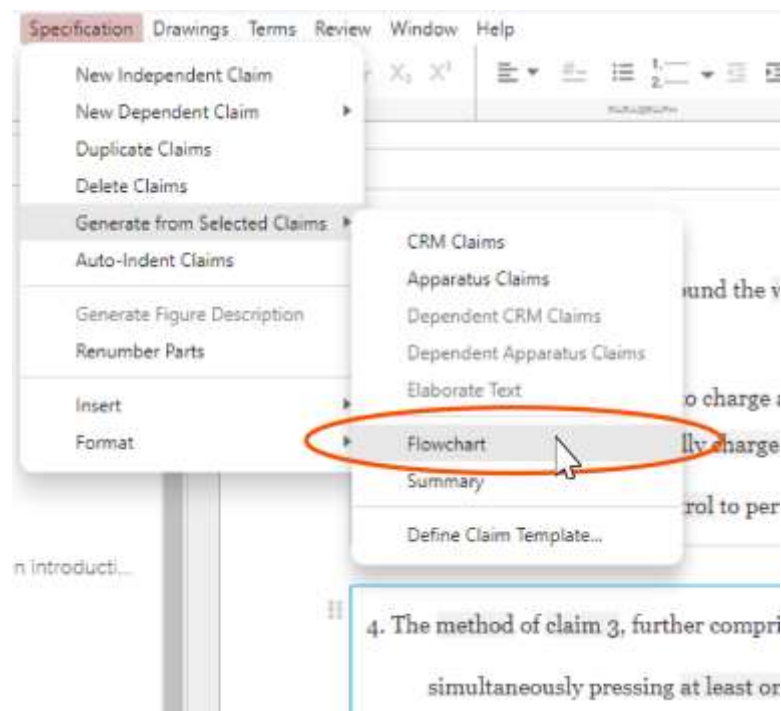 Specification Drawings Terms Review Window Help
New Independent Claim
New Dependent Claim
Duplicate Claims
Delete Claims
Generate from Selected Claims
Auto-Indent Claims
Generate Figure Description
Renumber Parts
Insert
Format
X₂ X²
CRM Claims
Apparatus Claims
Dependent CRM Claims
Dependent Apparatus Claims
Elaborate Text
Flowchart
Summary
Define Claim Template...
und the
o charge a
lly charge
rol to per
n introducti...
4. The method of claim 3, further compri
simultaneously pressing at least or